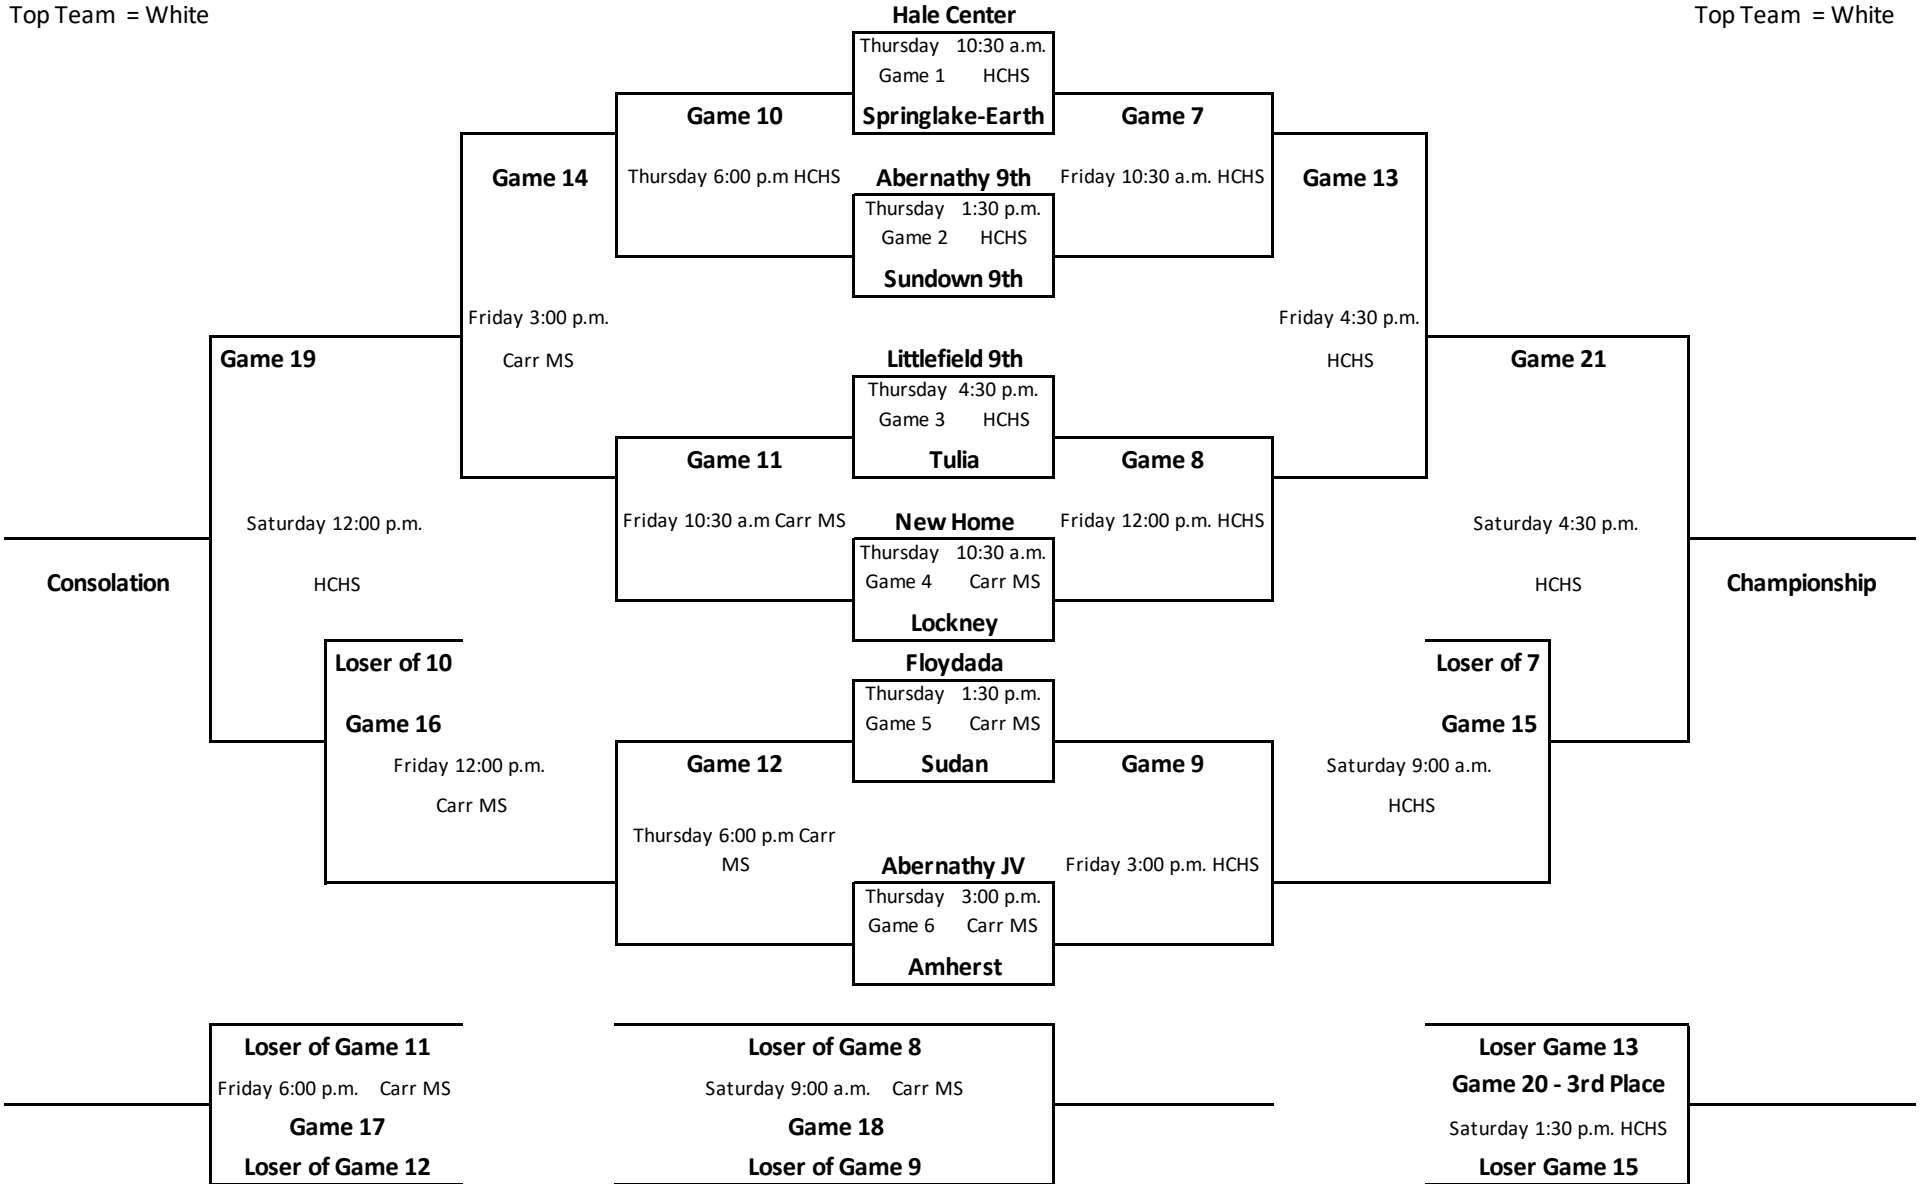 Top Team = White
Hale Center
Top Team = White
Thursday 10:30 a.m.
Game 1 HCHS
Game 10
Springlake-Earth
Game 7
Game 14
Thursday 6:00 p.m HCHS
Abernathy 9th
Friday 10:30 a.m. HCHS
Game 13
Thursday 1:30 p.m.
Game 2 HCHS
Sundown 9th
Friday 3:00 p.m.
Friday 4:30 p.m.
Game 19
Carr MS
Littlefield 9th
HCHS
Game 21
Thursday 4:30 p.m.
Game 3 HCHS
Game 11
Tulia
Game 8
Saturday 12:00 p.m.
Friday 10:30 a.m Carr MS
New Home
Friday 12:00 p.m. HCHS
Saturday 4:30 p.m.
Thursday 10:30 a.m.
Consolation
HCHS
Game 4 Carr MS
HCHS
Championship
Lockney
Loser of 10
Floydada
Loser of 7
Thursday 1:30 p.m.
Game 16
Game 5 Carr MS
Game 15
Friday 12:00 p.m.
Game 12
Sudan
Game 9
Saturday 9:00 a.m.
Carr MS
HCHS
Thursday 6:00 p.m Carr
MS
Abernathy JV
Friday 3:00 p.m. HCHS
Thursday 3:00 p.m.
Game 6 Carr MS
Amherst
Loser of Game 11
Loser of Game 8
Loser Game 13
Friday 6:00 p.m. Carr MS
Saturday 9:00 a.m. Carr MS
Game 20 - 3rd Place
Game 17
Game 18
Saturday 1:30 p.m. HCHS
Loser of Game 12
Loser of Game 9
Loser Game 15